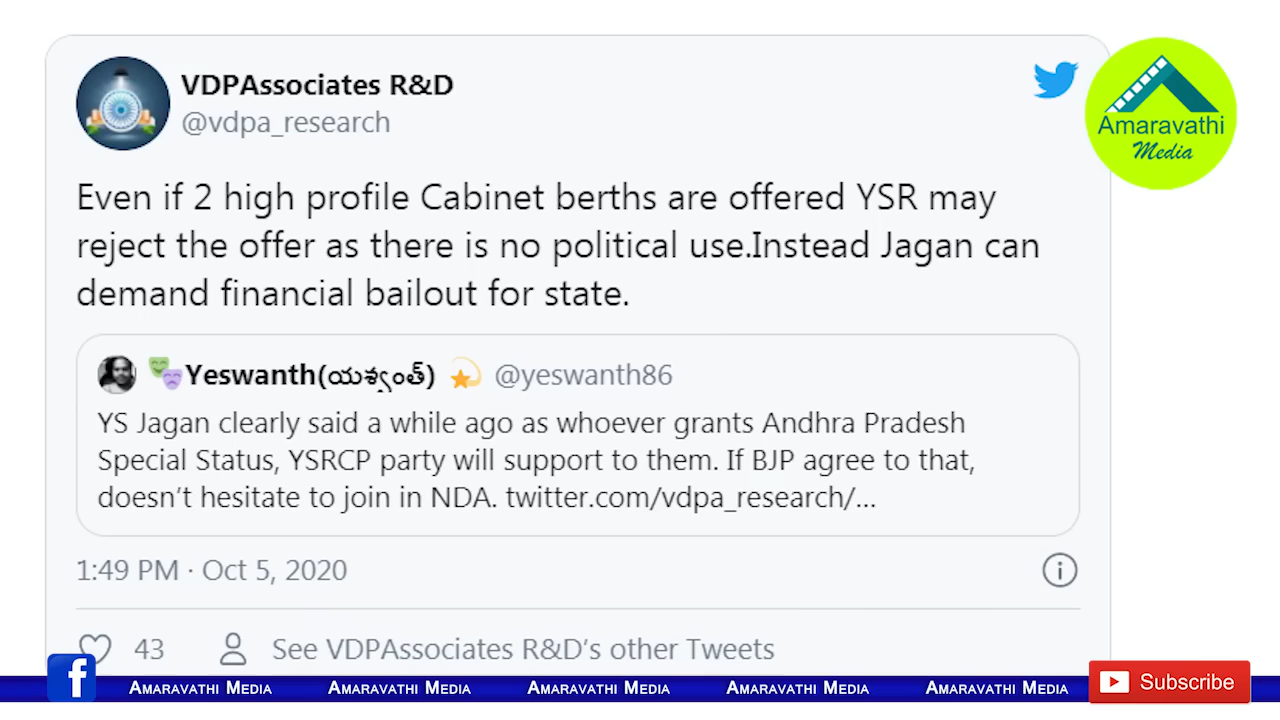 VDPAssociates R&D
@vdpa_research
Amaravathi
Media
Even if 2 high profile Cabinet berths are offered YSR may
reject the offer as there is no political use.Instead Jagan can
demand financial bailout for state.
Yeswanth(యశ్వంత్) @yeswanth86
YS Jagan clearly said a while ago as whoever grants Andhra Pradesh
Special Status, YSRCP party will support to them. If BJP agree to that,
doesn't hesitate to join in NDA. twitter.com/vdpa_research/...
1:49 PM · Oct 5, 2020
43 See VDPAssociates R&D's other Tweets
f AMARAVATHI MEDIA AMARAVATHI MEDIA AMARAVATHI MEDIA AMARAVATHI MEDIA AMARAVATHI MEDIA Subscribe